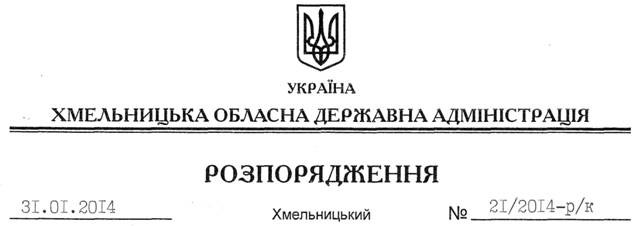 УКРАЇНА
ХМЕЛЬНИЦЬКА ОБЛАСНА ДЕРЖАВНА АДМІНІСТРАЦІЯ
РОЗПОРЯДЖЕННЯ
31.01.2014 Хмельницький № 21/2014-р/к